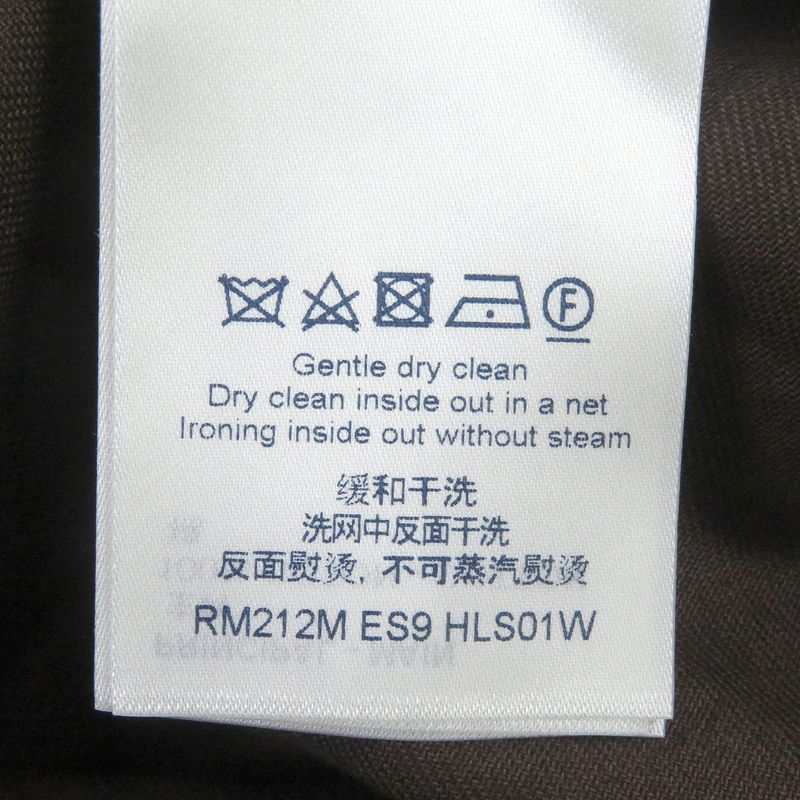 F
Gentle dry clean
Dry clean inside out in a net
Ironing inside out without steam
缓和干洗
洗网中反面干洗
反面熨烫, 不可蒸汽熨烫
RM212M ES9 HLS01W